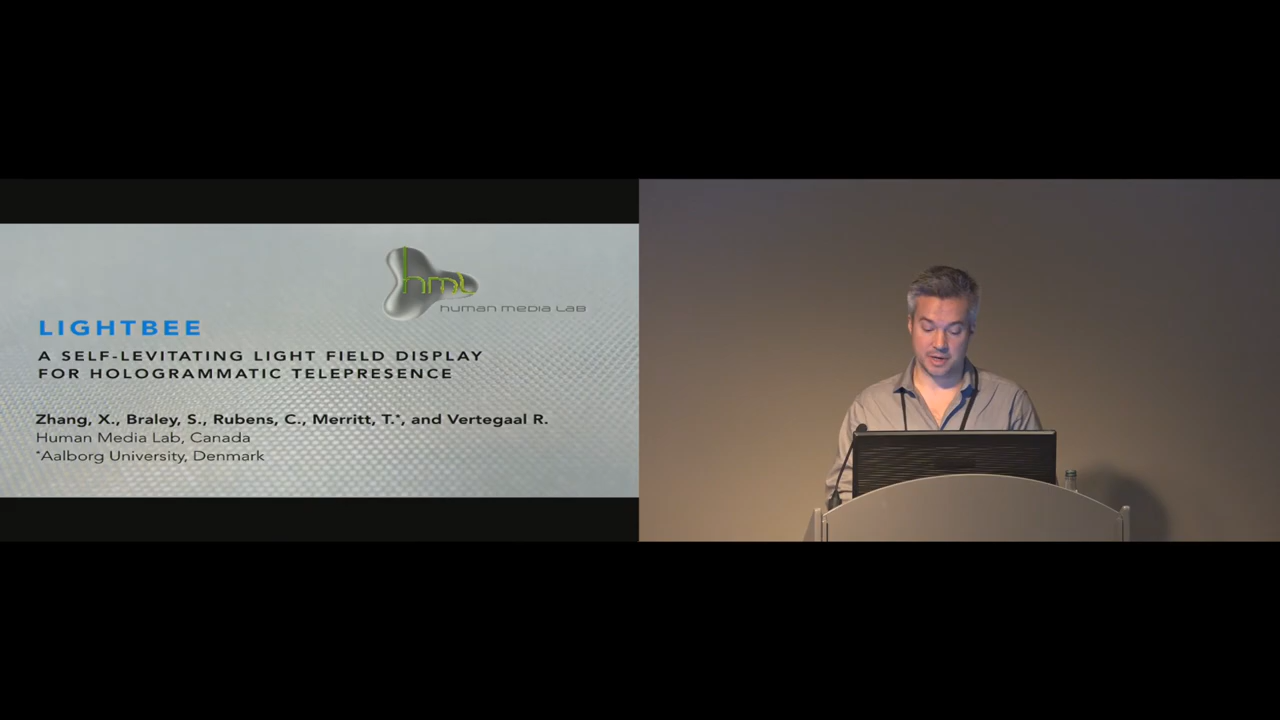 hml
human media lab
LIGHTBEE
A SELF-LEVITATING LIGHT FIELD DISPLAY
FOR HOLOGRAMMATIC TELEPRESENCE
Zhang, X., Braley, S., Rubens, C., Merritt, T.*, and Vertegaal R.
Human Media Lab, Canada
*Aalborg University, Denmark